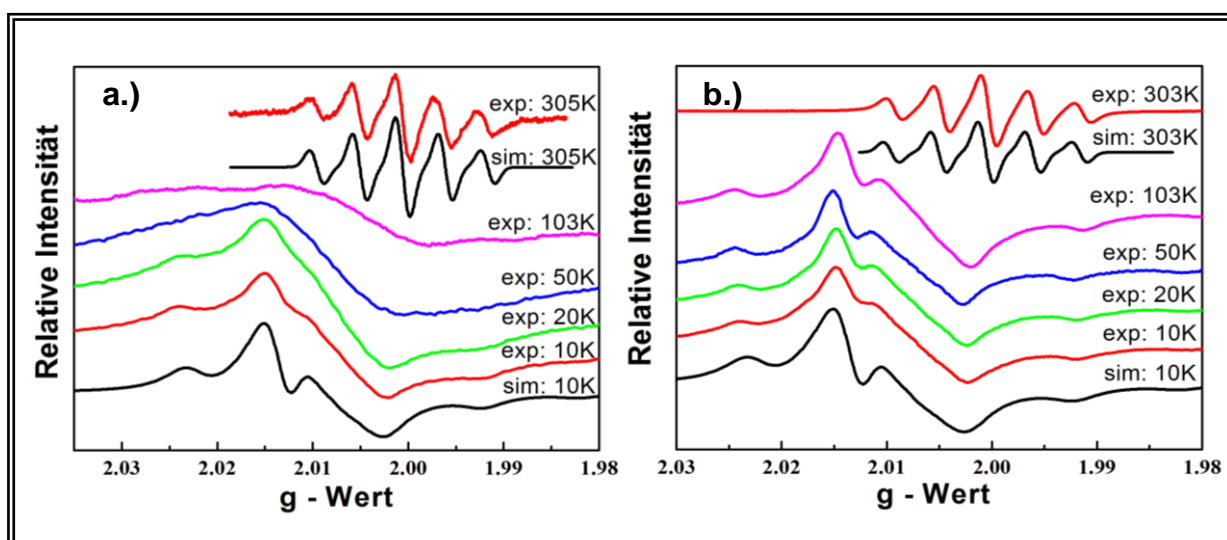 a.)
exp: 305K
sim: 305K
exp: 103K
exp: 50K
exp: 20K
exp: 10K
sim: 10K
Relative Intensität
2.03 2.02 2.01 2.00 1.99 1.98
g - Wert
b.)
exp: 303K
sim: 303K
exp: 103K
exp: 50K
exp: 20K
exp: 10K
sim: 10K
Relative Intensität
2.03 2.02 2.01 2.00 1.99 1.98
g - Wert